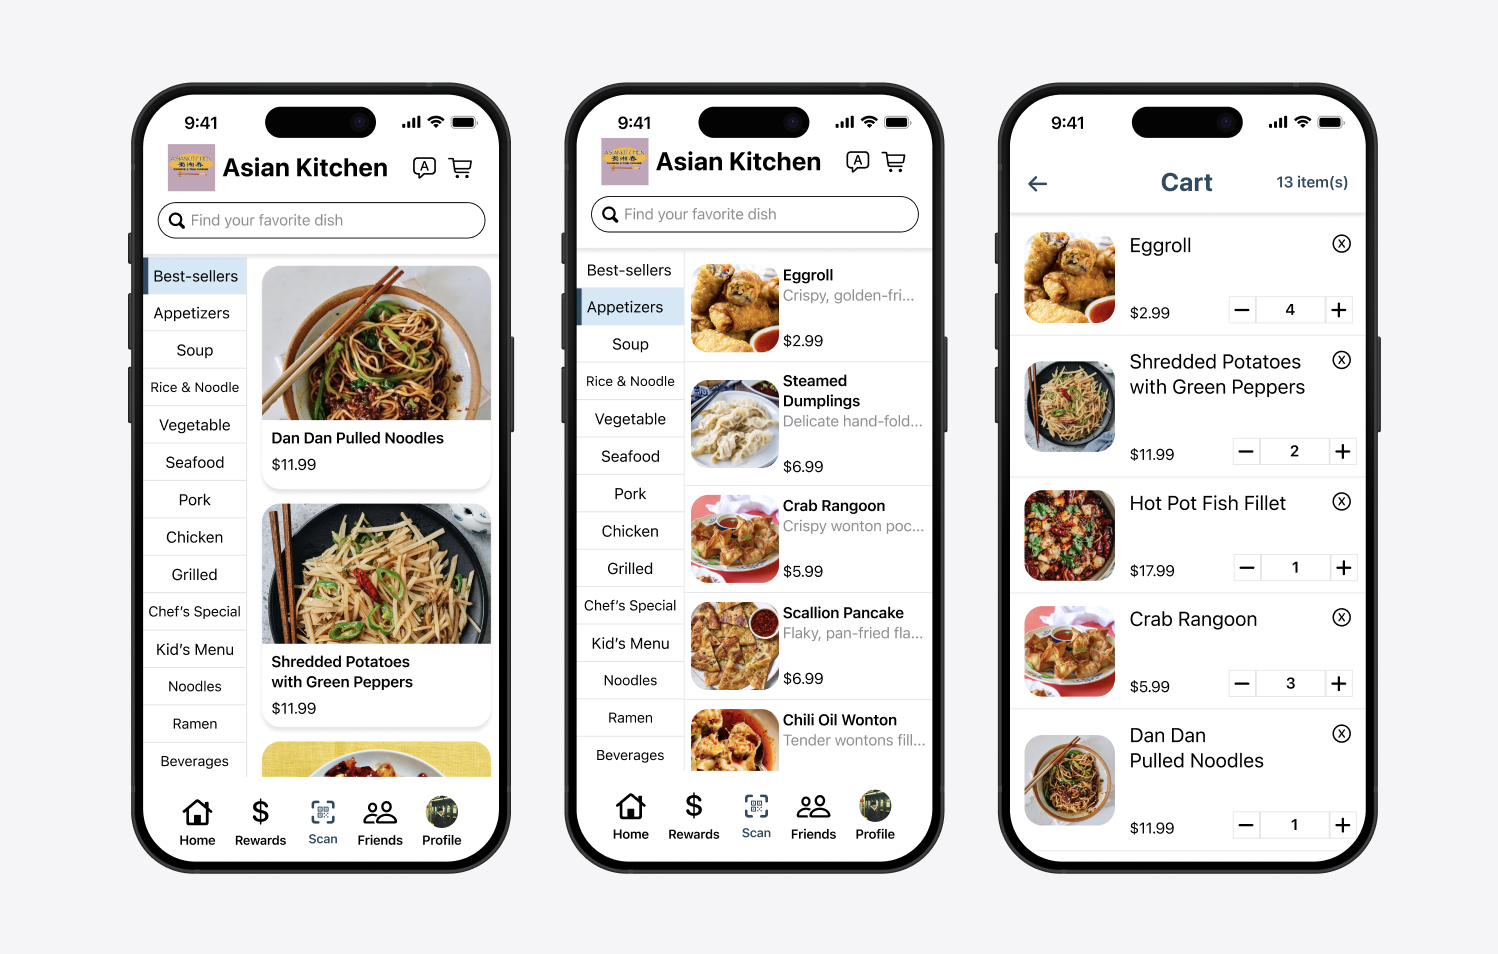 9:41
ASIAN KITCHEN
Asian Kitchen
A
Find your favorite dish
Best-sellers
Appetizers
Soup
Rice & Noodle
Vegetable
Seafood
Pork
Chicken
Grilled
Chef's Special
Kid's Menu
Noodles
Ramen
Beverages
Dan Dan Pulled Noodles
$11.99
Shredded Potatoes
with Green Peppers
$11.99
Home
Rewards
Scan
Friends
Profile
9:41
ASIAN KITCHEN
Asian Kitchen
A
Find your favorite dish
Best-sellers
Appetizers
Soup
Rice & Noodle
Vegetable
Seafood
Pork
Chicken
Grilled
Chef's Special
Kid's Menu
Noodles
Ramen
Beverages
Eggroll
Crispy, golden-fri...
$2.99
Steamed
Dumplings
Delicate hand-fold...
$6.99
Crab Rangoon
Crispy wonton poc...
$5.99
Scallion Pancake
Flaky, pan-fried fla...
$6.99
Chili Oil Wonton
Tender wontons fill...
Home
Rewards
Scan
Friends
Profile
9:41
Cart
13 item(s)
Eggroll
$2.99
4
Shredded Potatoes
with Green Peppers
$11.99
2
Hot Pot Fish Fillet
$17.99
1
Crab Rangoon
$5.99
3
Dan Dan
Pulled Noodles
$11.99
1